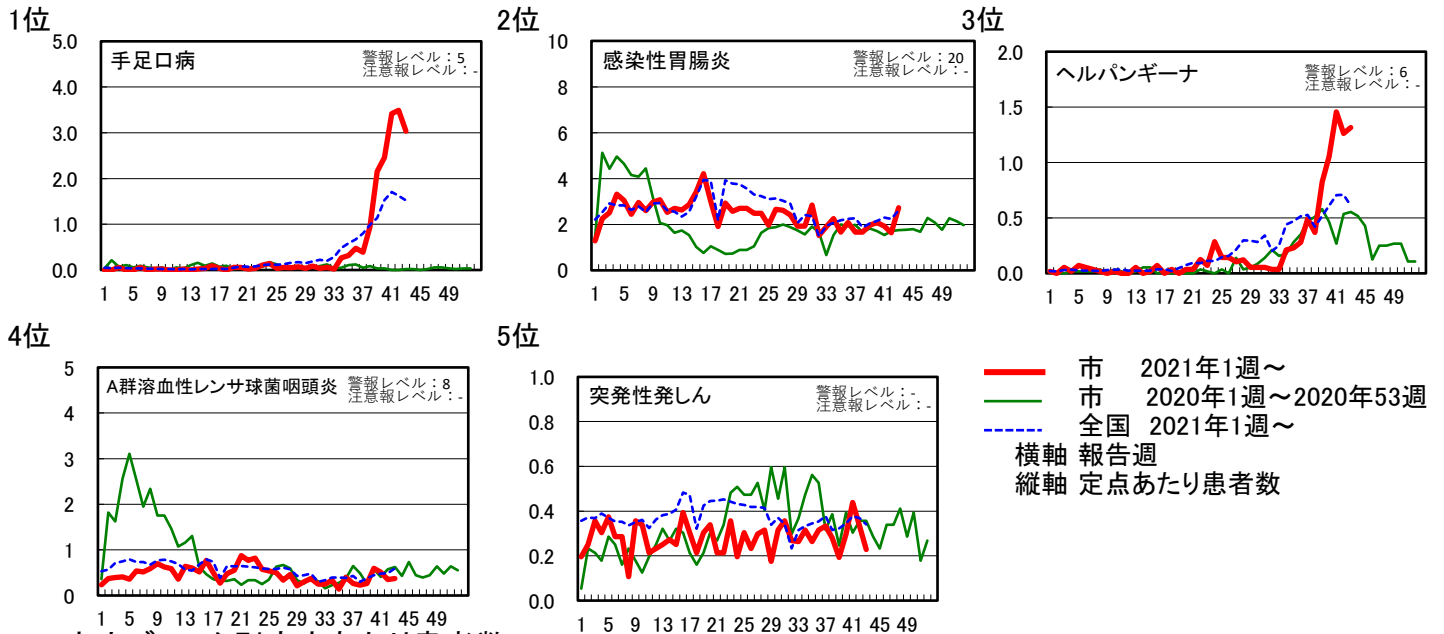 1位
5.0
4.0
3.0
2.0
1.0
0.0
手足口病
警報レベル：5
注意報レベル：-
1 5 9 13 17 21 25 29 33 37 41 45 49
2位
10
8
6
4
2
0
感染性胃腸炎
警報レベル：20
注意報レベル：-
1 5 9 13 17 21 25 29 33 37 41 45 49
3位
2.0
1.5
1.0
0.5
0.0
ヘルパンギーナ
警報レベル：6
注意報レベル：-
1 5 9 13 17 21 25 29 33 37 41 45 49
4位
5
4
3
2
1
0
A群溶血性レンサ球菌咽頭炎
警報レベル：8
注意報レベル：-
1 5 9 13 17 21 25 29 33 37 41 45 49
5位
1.0
0.8
0.6
0.4
0.2
0.0
突発性発しん
警報レベル：-
注意報レベル：-
1 5 9 13 17 21 25 29 33 37 41 45 49
市 2021年1週～
市 2020年1週～2020年53週
全国 2021年1週～
横軸 報告週
縦軸 定点あたり患者数